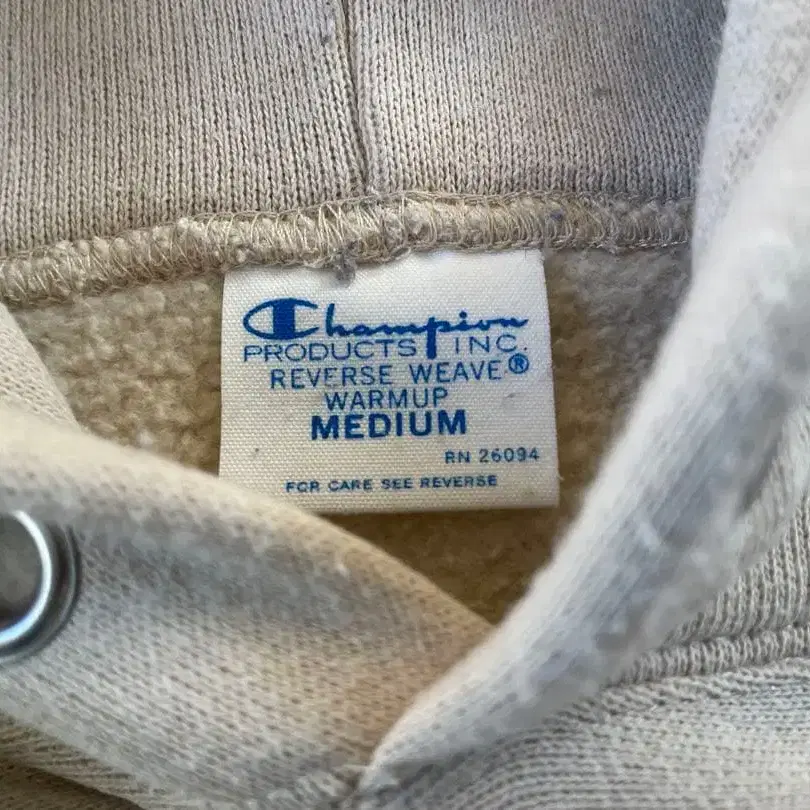 Champion
PRODUCTS INC.
REVERSE WEAVE®
WARMUP
MEDIUM
RN 26094
FOR CARE SEE REVERSE